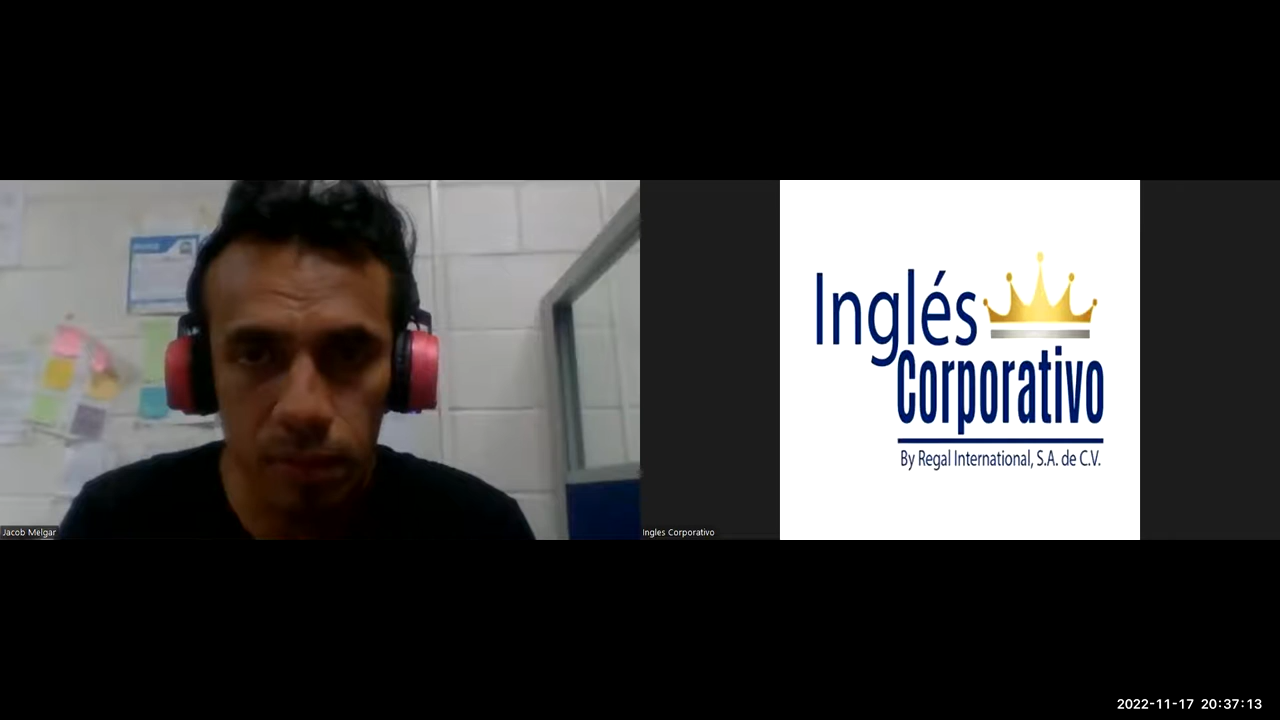 Inglés
Corporativo
By Regal International, S.A. de C.V.
Jacob Melgar
Ingles Corporativo
2022-11-17 20:37:13